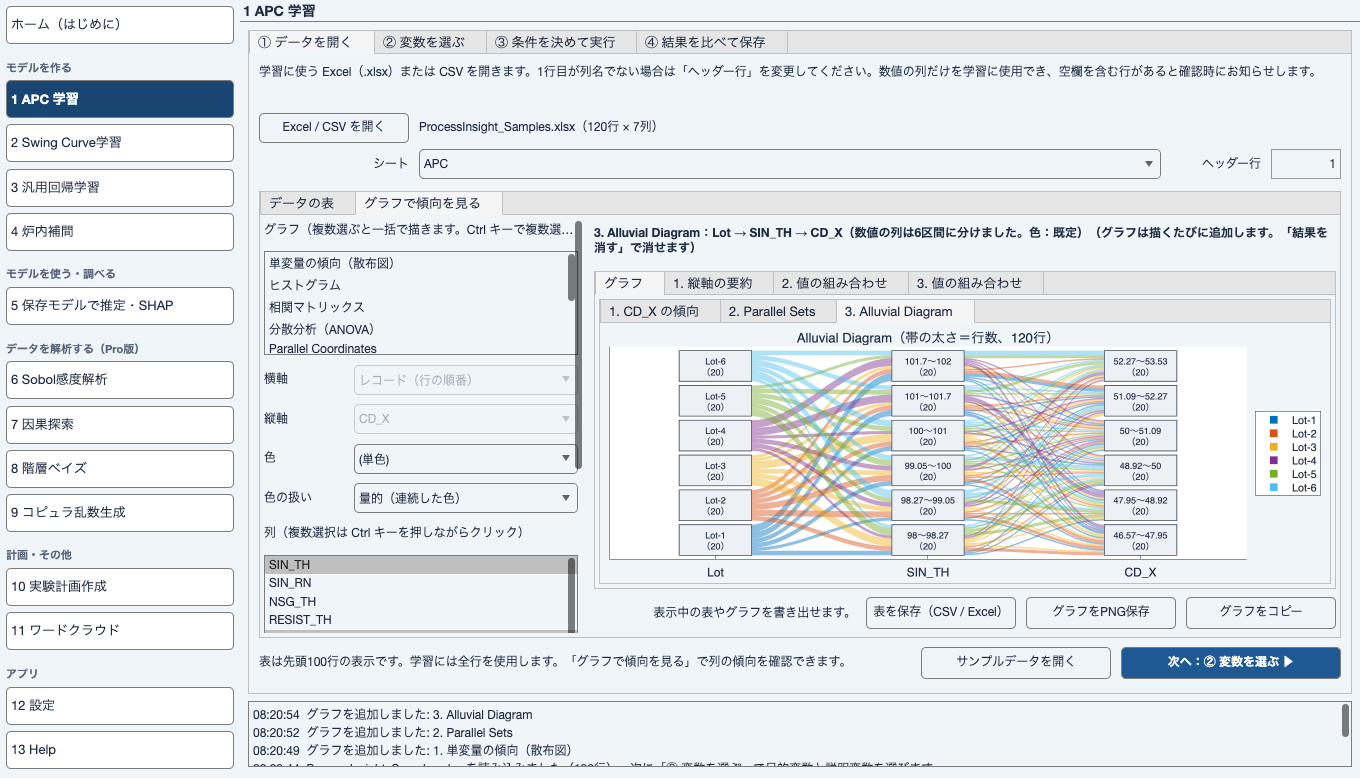 ホーム（はじめに）
モデルを作る
1 APC 学習
2 Swing Curve学習
3 汎用回帰学習
4 炉内補間
モデルを使う・調べる
5 保存モデルで推定・SHAP
データを解析する（Pro版）
6 Sobol感度解析
7 因果探索
8 階層ベイズ
9 コピュラ乱数生成
計画・その他
10 実験計画作成
11 ワードクラウド
アプリ
12 設定
13 Help
1 APC 学習
① データを開く ② 変数を選ぶ ③ 条件を決めて実行 ④ 結果を比べて保存
学習に使う Excel（.xlsx）または CSV を開きます。1行目が列名でない場合は「ヘッダー行」を変更してください。数値の列だけを学習に使用でき、空欄を含む行があると確認時にお知らせします。
Excel / CSV を開く ProcessInsight_Samples.xlsx（120行 × 7列）
シート APC ヘッダー行 1
データの表 グラフで傾向を見る
グラフ（複数選ぶと一括で描きます。Ctrl キーで複数選...
単変量の傾向（散布図）
ヒストグラム
相関マトリックス
分散分析（ANOVA）
Parallel Coordinates
横軸 レコード（行の順番）
縦軸 CD_X
色 (単色)
色の扱い 量的（連続した色）
列（複数選択は Ctrl キーを押しながらクリック）
SIN_TH
SIN_RN
NSG_TH
RESIST_TH
3. Alluvial Diagram：Lot → SIN_TH → CD_X（数値の列は6区間に分けました。色：既定）（グラフは描くたびに追加します。「結果を
消す」で消せます）
グラフ 1. 縦軸の要約 2. 値の組み合わせ 3. 値の組み合わせ
1. CD_X の傾向 2. Parallel Sets 3. Alluvial Diagram
Alluvial Diagram（帯の太さ＝行数、120行）
Lot-6 101.7～102 52.27～53.53
（20） （20） （20）
Lot-5 101～101.7 51.09～52.27
（20） （20） （20）
Lot-4 100～101 50～51.09
（20） （20） （20）
Lot-3 99.05～100 48.92～50
（20） （20） （20）
Lot-2 98.27～99.05 47.95～48.92
（20） （20） （20）
Lot-1 98～98.27 46.57～47.95
（20） （20） （20）
Lot SIN_TH CD_X
Lot-1
Lot-2
Lot-3
Lot-4
Lot-5
Lot-6
表示中の表やグラフを書き出せます。 表を保存（CSV / Excel） グラフをPNG保存 グラフをコピー
表は先頭100行の表示です。学習には全行を使用します。「グラフで傾向を見る」で列の傾向を確認できます。 サンプルデータを開く 次へ：② 変数を選ぶ ▶
08:20:54 グラフを追加しました: 3. Alluvial Diagram
08:20:52 グラフを追加しました: 2. Parallel Sets
08:20:49 グラフを追加しました: 1. 単変量の傾向（散布図）